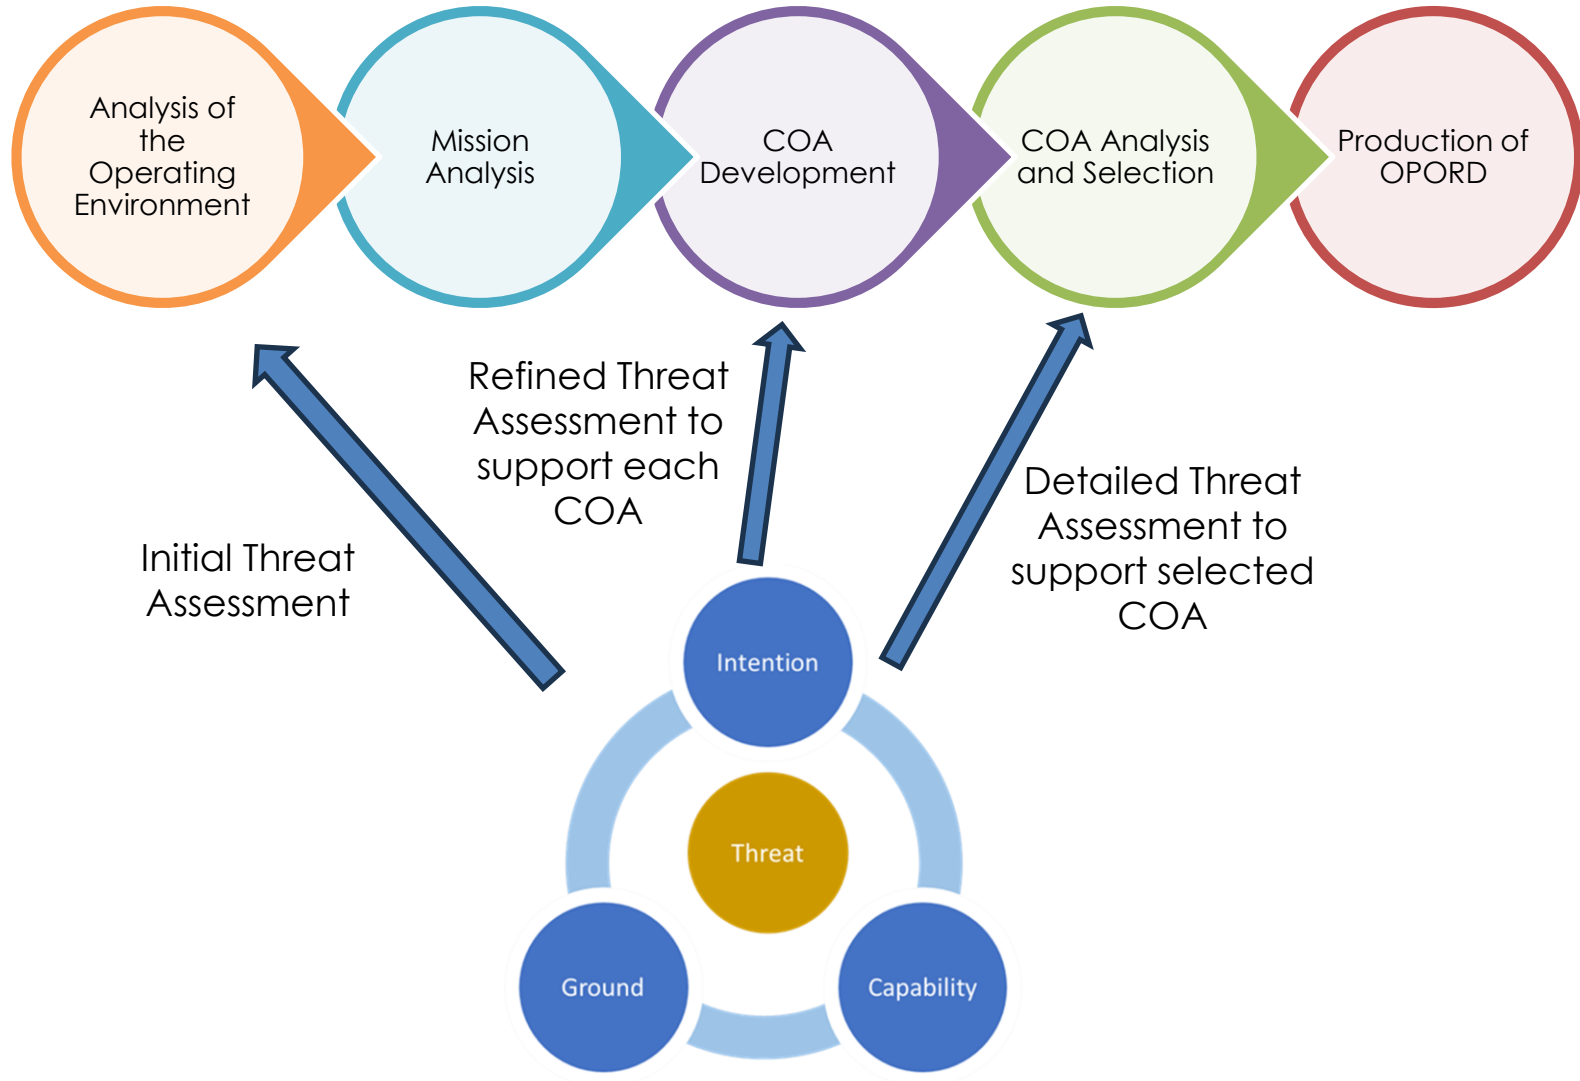 Analysis of
the
Operating
Environment
Mission
Analysis
COA
Development
COA Analysis
and Selection
Production of
OPORD
Initial Threat
Assessment
Refined Threat
Assessment to
support each
COA
Detailed Threat
Assessment to
support selected
COA
Intention
Threat
Ground
Capability